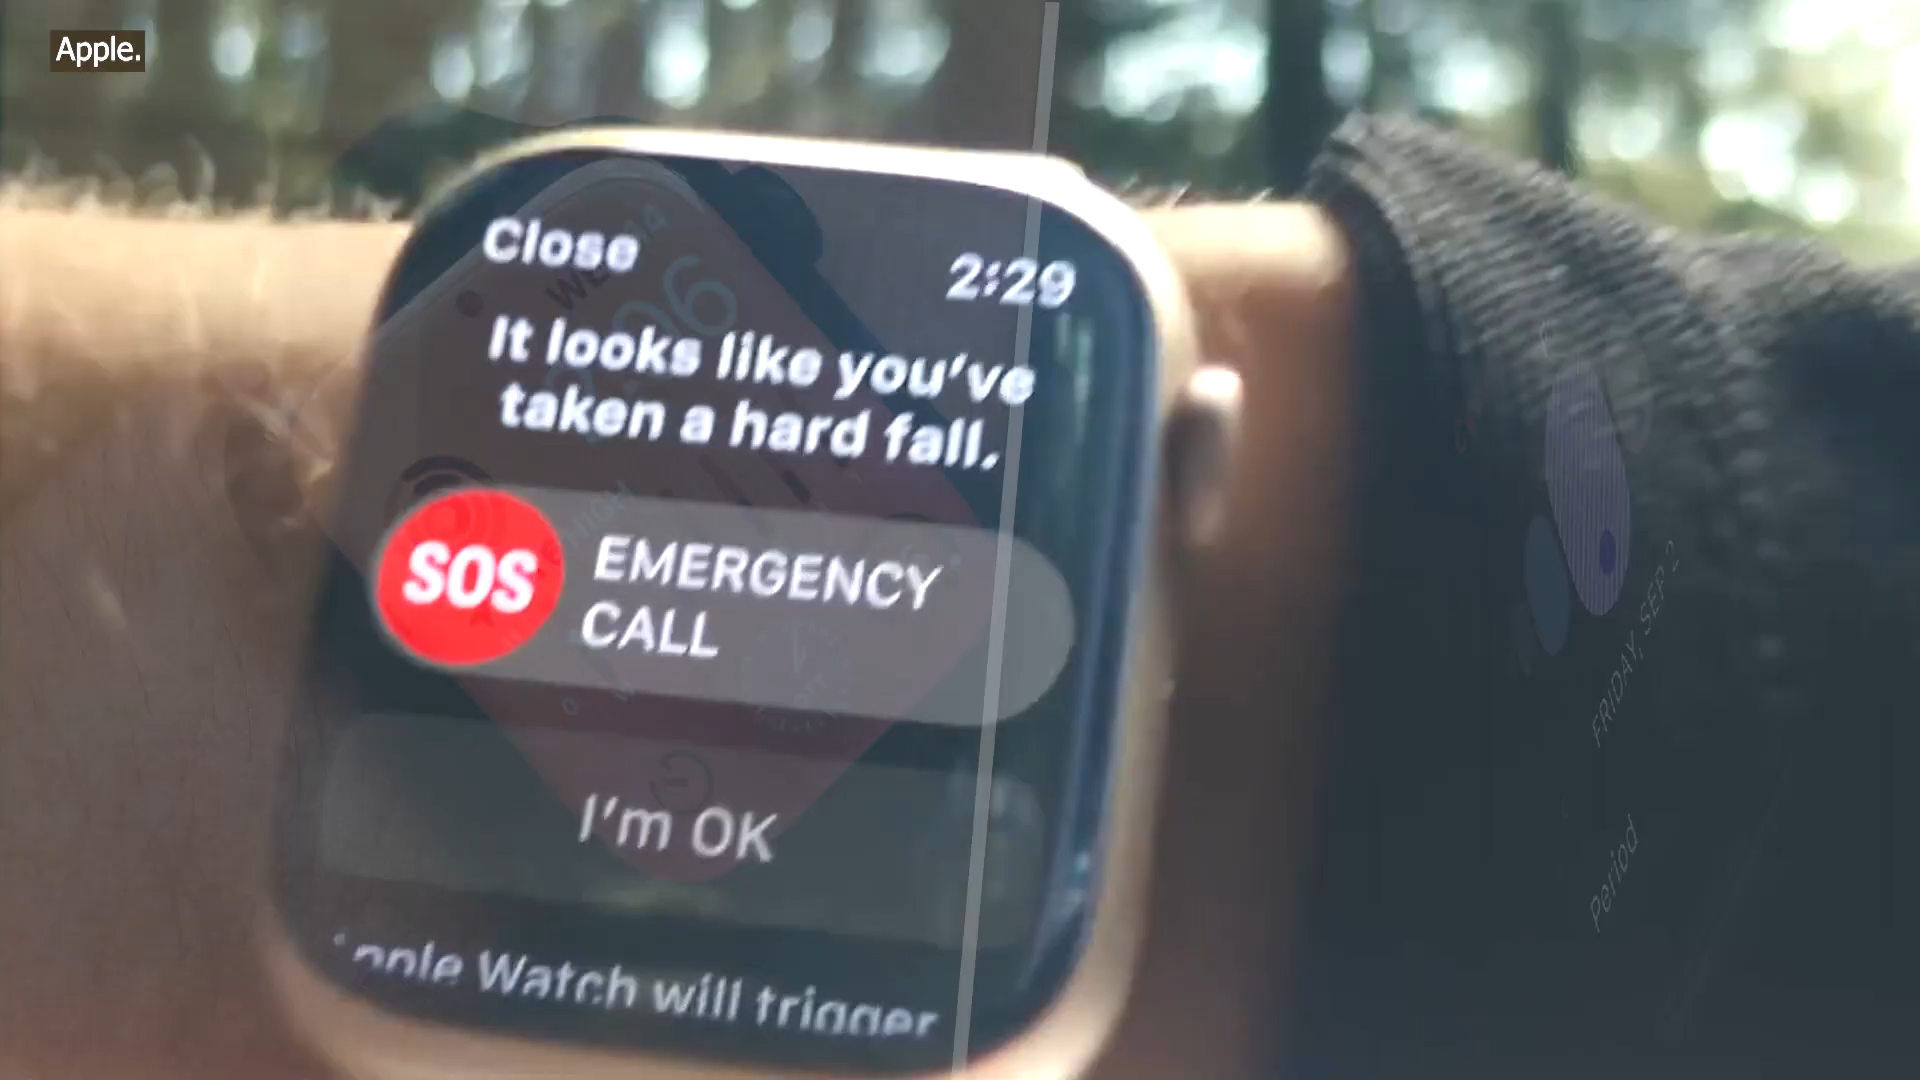 Apple.
Close
2:29
It looks like you've
taken a hard fall.
SOS
EMERGENCY
CALL
I'm OK
Watch will trigger
FRIDAY, SEP 2
Period